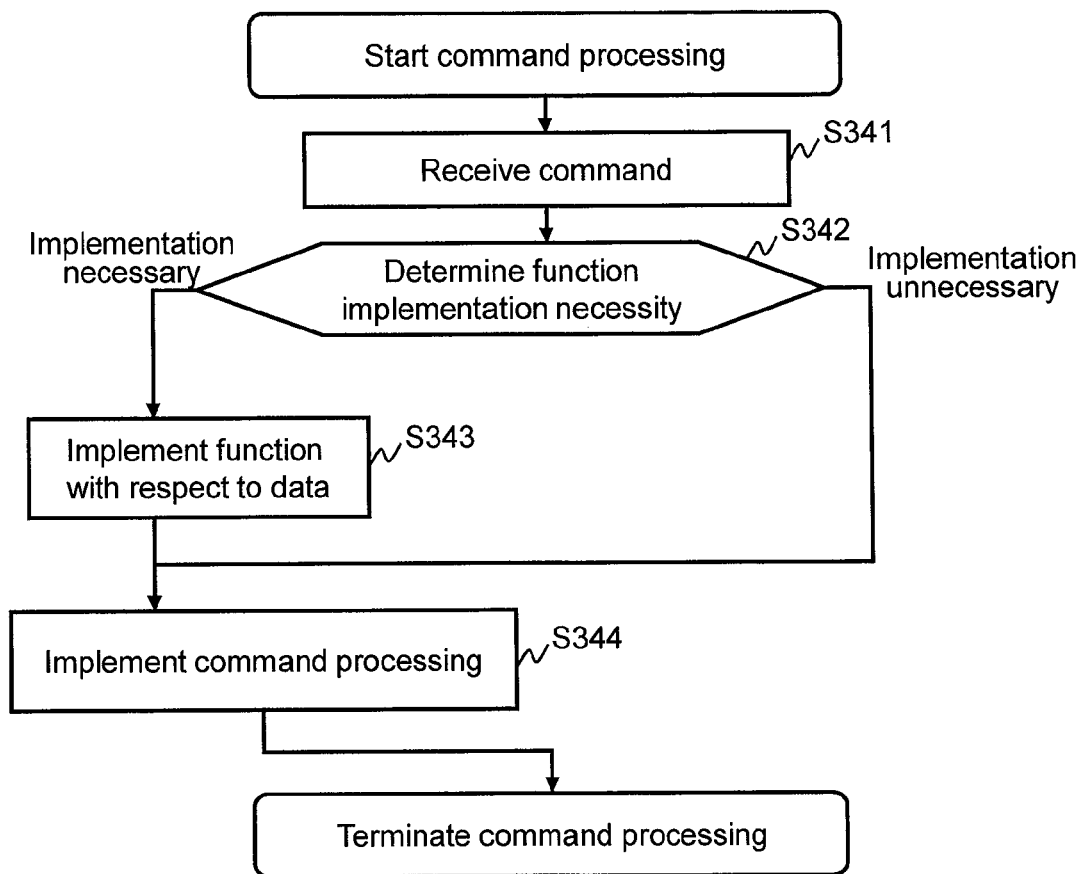 Start command processing
S341
Receive command
S342
Implementation
necessary
Determine function
implementation necessity
Implementation
unnecessary
S343
Implement function
with respect to data
S344
Implement command processing
Terminate command processing